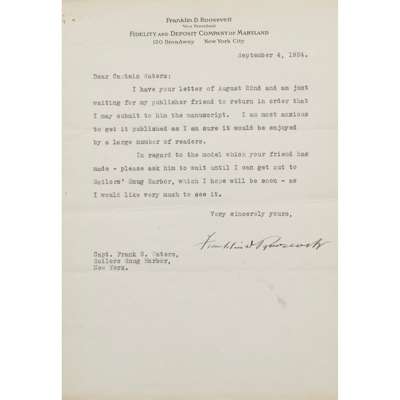 Franklin D. Roosevelt
Vice President
Fidelity and Deposit Company of Maryland
120 Broadway New York City
September 4, 1924.
Dear Captain Waters:
I have your letter of August 22nd and am just
waiting for my publisher friend to return in order that
I may submit to him the manuscript. I am most anxious
to get it published as I am sure it would be enjoyed
by a large number of readers.
In regard to the model which your friend has
made - please ask him to wait until I can get out to
Sailors' Snug Harbor, which I hope will be soon - as
I would like very much to see it.
Very sincerely yours,
Franklin D Roosevelt
Capt. Frank S. Waters,
Sailors Snug Harbor,
New York.